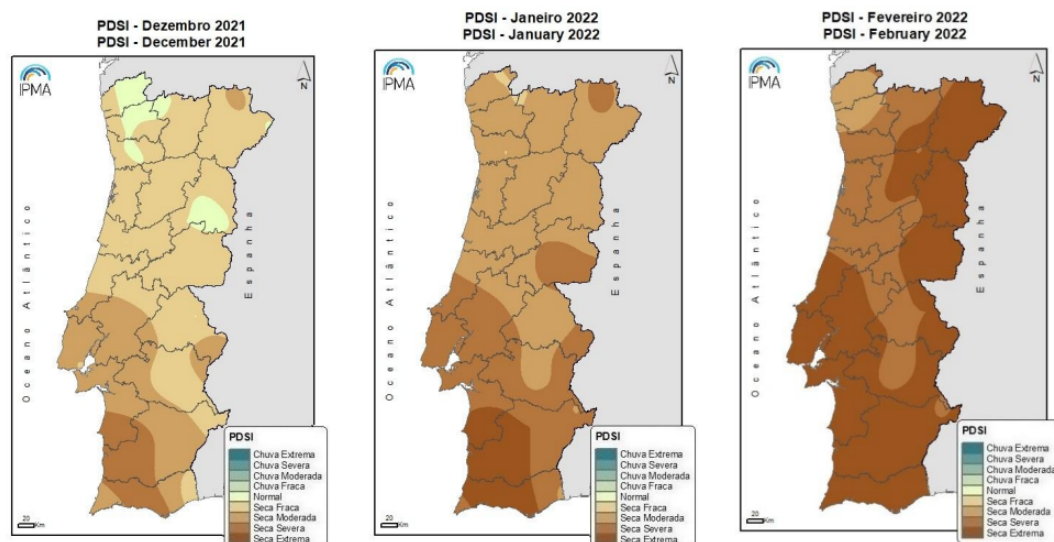 PDSI - Dezembro 2021
PDSI - December 2021
IPMA
N
Oceano Atlântico
Espanha
PDSI
Chuva Extrema
Chuva Severa
Chuva Moderada
Chuva Fraca
Normal
Seca Fraca
Seca Moderada
Seca Severa
Seca Extrema
20
Km
PDSI - Janeiro 2022
PDSI - January 2022
IPMA
N
Oceano Atlântico
Espanha
PDSI
Chuva Extrema
Chuva Severa
Chuva Moderada
Chuva Fraca
Normal
Seca Fraca
Seca Moderada
Seca Severa
Seca Extrema
20
Km
PDSI - Fevereiro 2022
PDSI - February 2022
IPMA
N
Oceano Atlântico
Espanha
PDSI
Chuva Extrema
Chuva Severa
Chuva Moderada
Chuva Fraca
Normal
Seca Fraca
Seca Moderada
Seca Severa
Seca Extrema
20
Km